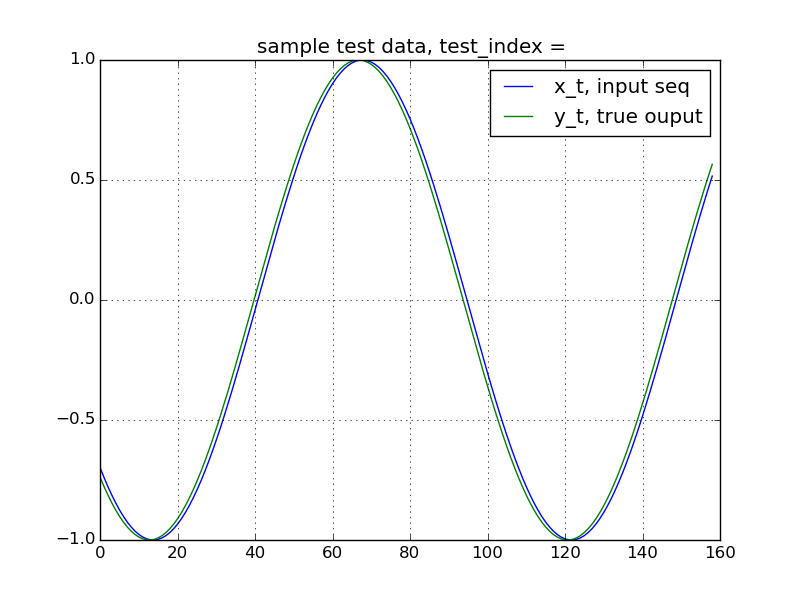 sample test data, test_index =
x_t, input seq
y_t, true ouput
1.0
0.5
0.0
−0.5
−1.0
0 20 40 60 80 100 120 140 160